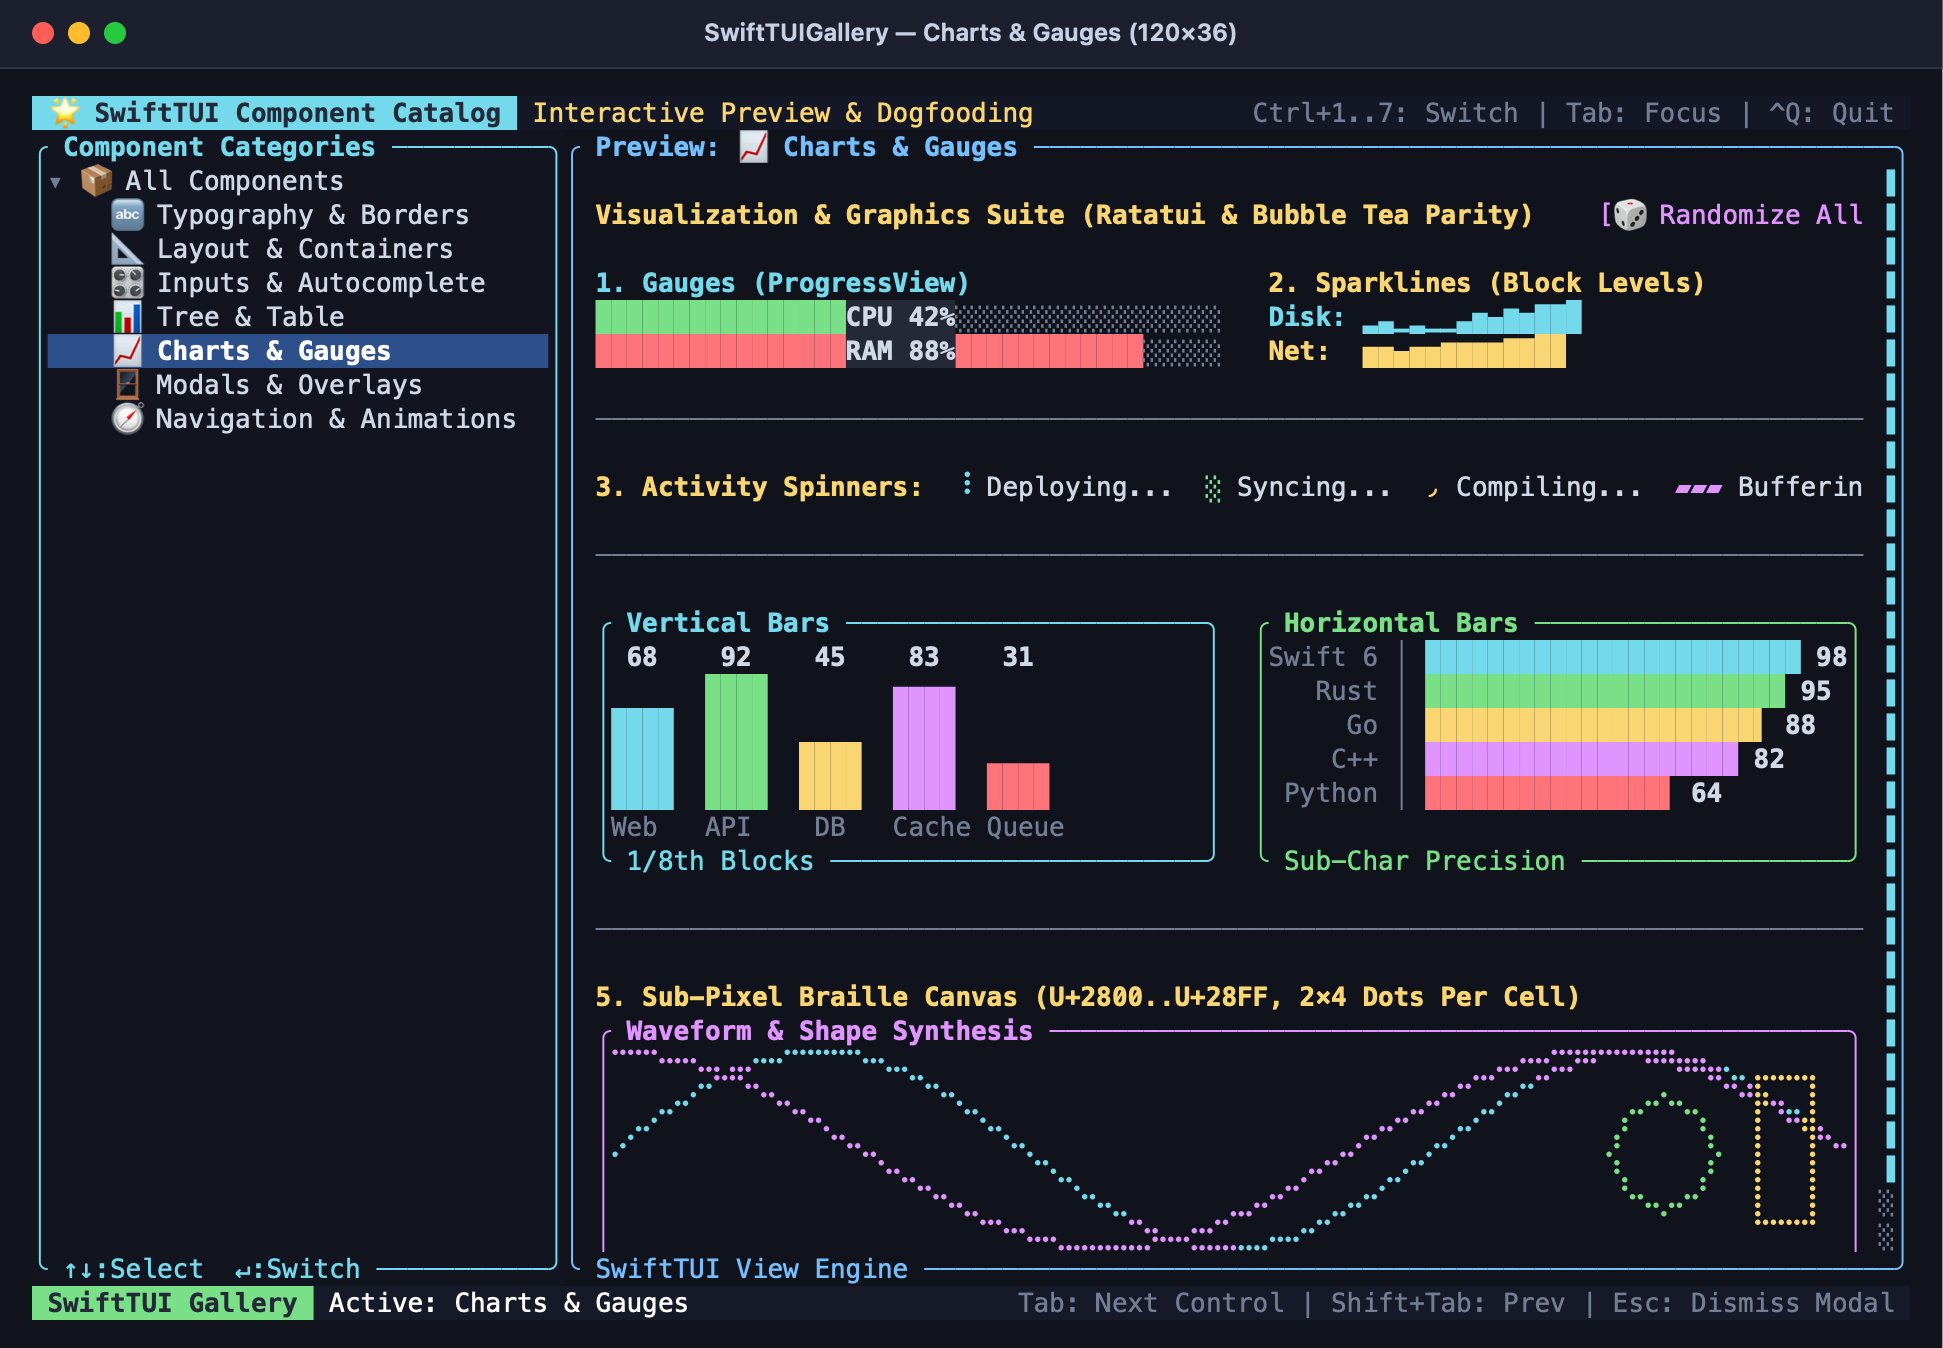 SwiftTUIGallery — Charts & Gauges (120×36)
🌟 SwiftTUI Component Catalog Interactive Preview & Dogfooding Ctrl+1..7: Switch | Tab: Focus | ^Q: Quit
Component Categories
▼ 📦 All Components
🔤 Typography & Borders
📐 Layout & Containers
🎛️ Inputs & Autocomplete
📊 Tree & Table
📈 Charts & Gauges
🪟 Modals & Overlays
🧭 Navigation & Animations
↑↓:Select ↵:Switch
Preview: 📈 Charts & Gauges
Visualization & Graphics Suite (Ratatui & Bubble Tea Parity) [🎲 Randomize All
1. Gauges (ProgressView)
CPU 42%
RAM 88%
2. Sparklines (Block Levels)
Disk:
Net:
3. Activity Spinners: Deploying... Syncing... Compiling... Bufferin
Vertical Bars
68 92 45 83 31
Web API DB Cache Queue
1/8th Blocks
Horizontal Bars
Swift 6 98
Rust 95
Go 88
C++ 82
Python 64
Sub-Char Precision
5. Sub-Pixel Braille Canvas (U+2800..U+28FF, 2×4 Dots Per Cell)
Waveform & Shape Synthesis
SwiftTUI View Engine
SwiftTUI Gallery Active: Charts & Gauges Tab: Next Control | Shift+Tab: Prev | Esc: Dismiss Modal